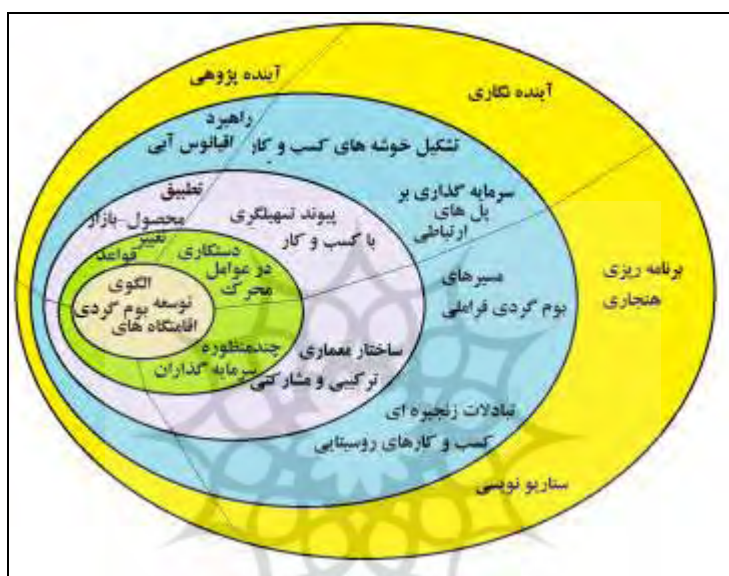 آینده پژوهی
آینده نگاری
راهبرد
اقیانوس آبی
تشکیل خوشه های کسب و کار
تطبیق
محصول-بازار
پیوند تسهیلگری
با کسب و کار
سرمایه گذاری بر
پل های
ارتباطی
تغییر
قواعد
دستکاری
در عوامل
محرک
الگوی
توسعه بوم گردی
اقامتگاه های
مسیرهای
بوم گردی فراملی
برنامه ریزی
هنجاری
چندمنظوره
سرمایه گذاران
ساختار معماری
ترکیبی و مشارکتی
تبادلات زنجیره ای
کسب و کارهای روسیتایی
سناریو نویسی